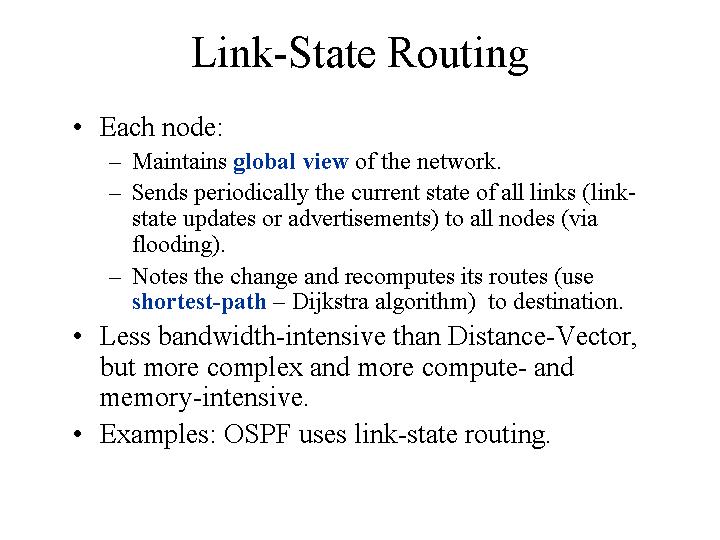 Link-State Routing
• Each node:
– Maintains global view of the network.
– Sends periodically the current state of all links (link-
state updates or advertisements) to all nodes (via
flooding).
– Notes the change and recomputes its routes (use
shortest-path – Dijkstra algorithm)  to destination.
• Less bandwidth-intensive than Distance-Vector,
but more complex and more compute- and
memory-intensive.
• Examples: OSPF uses link-state routing.